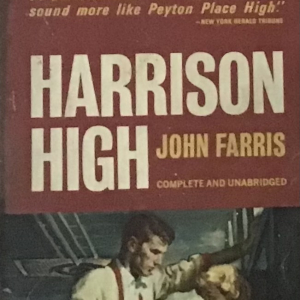 sound more like Peyton Place High."
—NEW YORK HERALD TRIBUNE
HARRISON
HIGH JOHN FARRIS
COMPLETE AND UNABRIDGED